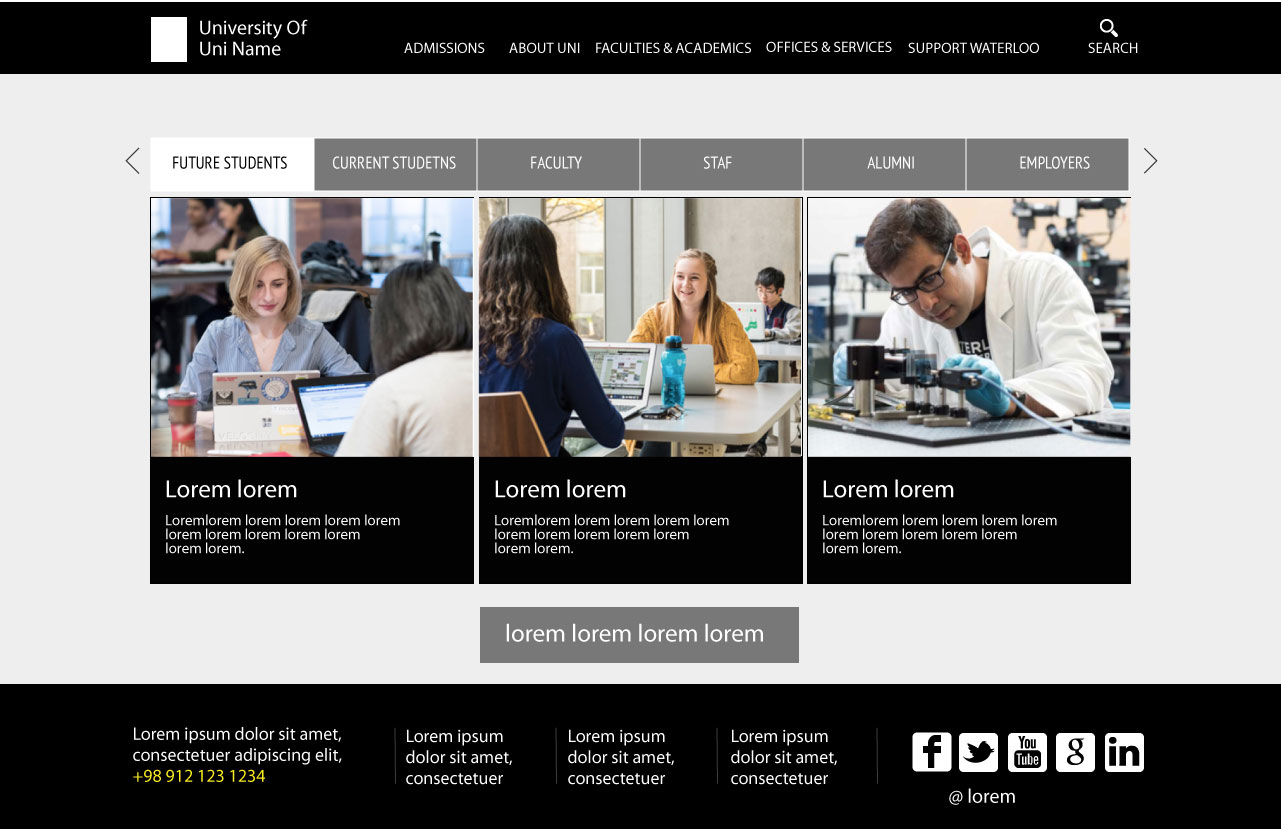 University Of
Uni Name
ADMISSIONS
ABOUT UNI
FACULTIES & ACADEMICS
OFFICES & SERVICES
SUPPORT WATERLOO
SEARCH
FUTURE STUDENTS
CURRENT STUDETNS
FACULTY
STAF
ALUMNI
EMPLOYERS
Lorem lorem
Loremlorem lorem lorem lorem lorem
lorem lorem lorem lorem lorem
lorem lorem.
Lorem lorem
Loremlorem lorem lorem lorem lorem
lorem lorem lorem lorem lorem
lorem lorem.
Lorem lorem
Loremlorem lorem lorem lorem lorem
lorem lorem lorem lorem lorem
lorem lorem.
lorem lorem lorem lorem
Lorem ipsum dolor sit amet,
consectetuer adipiscing elit,
+98 912 123 1234
Lorem ipsum
dolor sit amet,
consectetuer
Lorem ipsum
dolor sit amet,
consectetuer
Lorem ipsum
dolor sit amet,
consectetuer
f
You
Tube
g
in
@ lorem